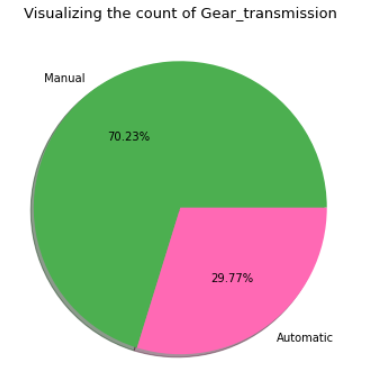 Visualizing the count of Gear_transmission
Manual
70.23%
29.77%
Automatic